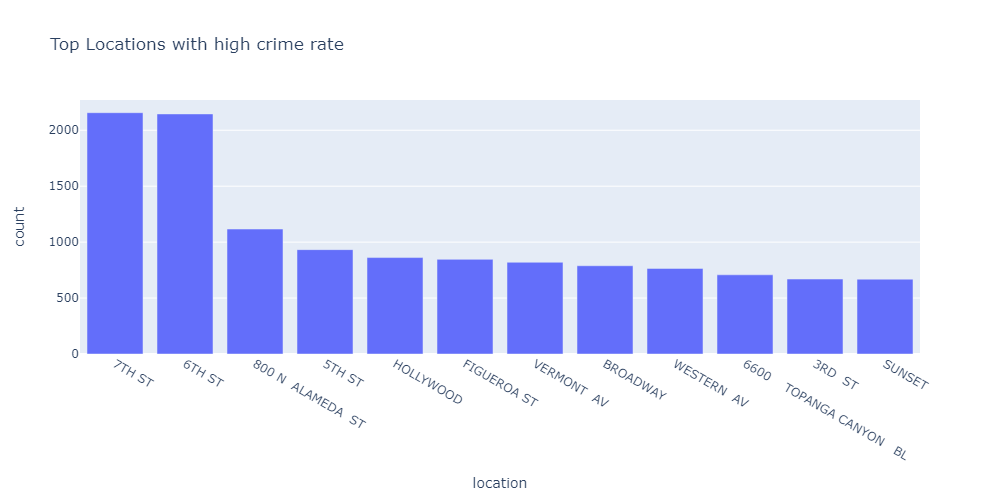 Top Locations with high crime rate
count
2000
1500
1000
500
0
7TH ST
6TH ST
800 N  ALAMEDA  ST
5TH ST
HOLLYWOOD
FIGUEROA ST
VERMONT  AV
BROADWAY
WESTERN  AV
6600    TOPANGA CANYON   BL
3RD  ST
SUNSET
location